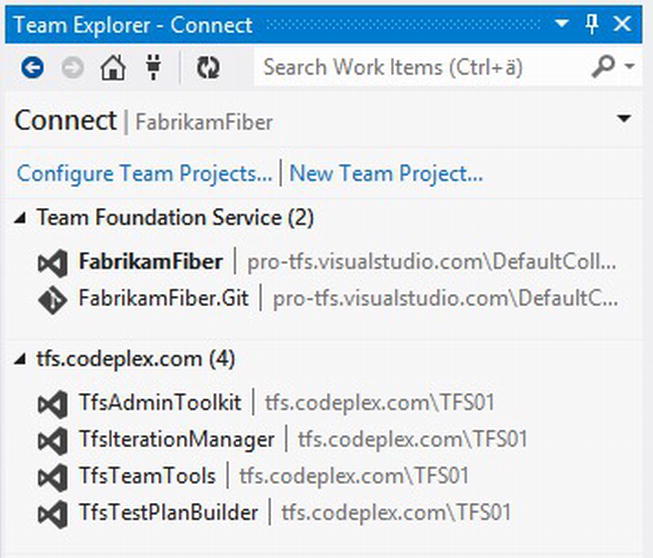 Team Explorer - Connect
Search Work Items (Ctrl+ä)
Connect | FabrikamFiber
Configure Team Projects... | New Team Project...
Team Foundation Service (2)
FabrikamFiber | pro-tfs.visualstudio.com\DefaultColl...
FabrikamFiber.Git | pro-tfs.visualstudio.com\DefaultC...
tfs.codeplex.com (4)
TfsAdminToolkit | tfs.codeplex.com\TFS01
TfsIterationManager | tfs.codeplex.com\TFS01
TfsTeamTools | tfs.codeplex.com\TFS01
TfsTestPlanBuilder | tfs.codeplex.com\TFS01